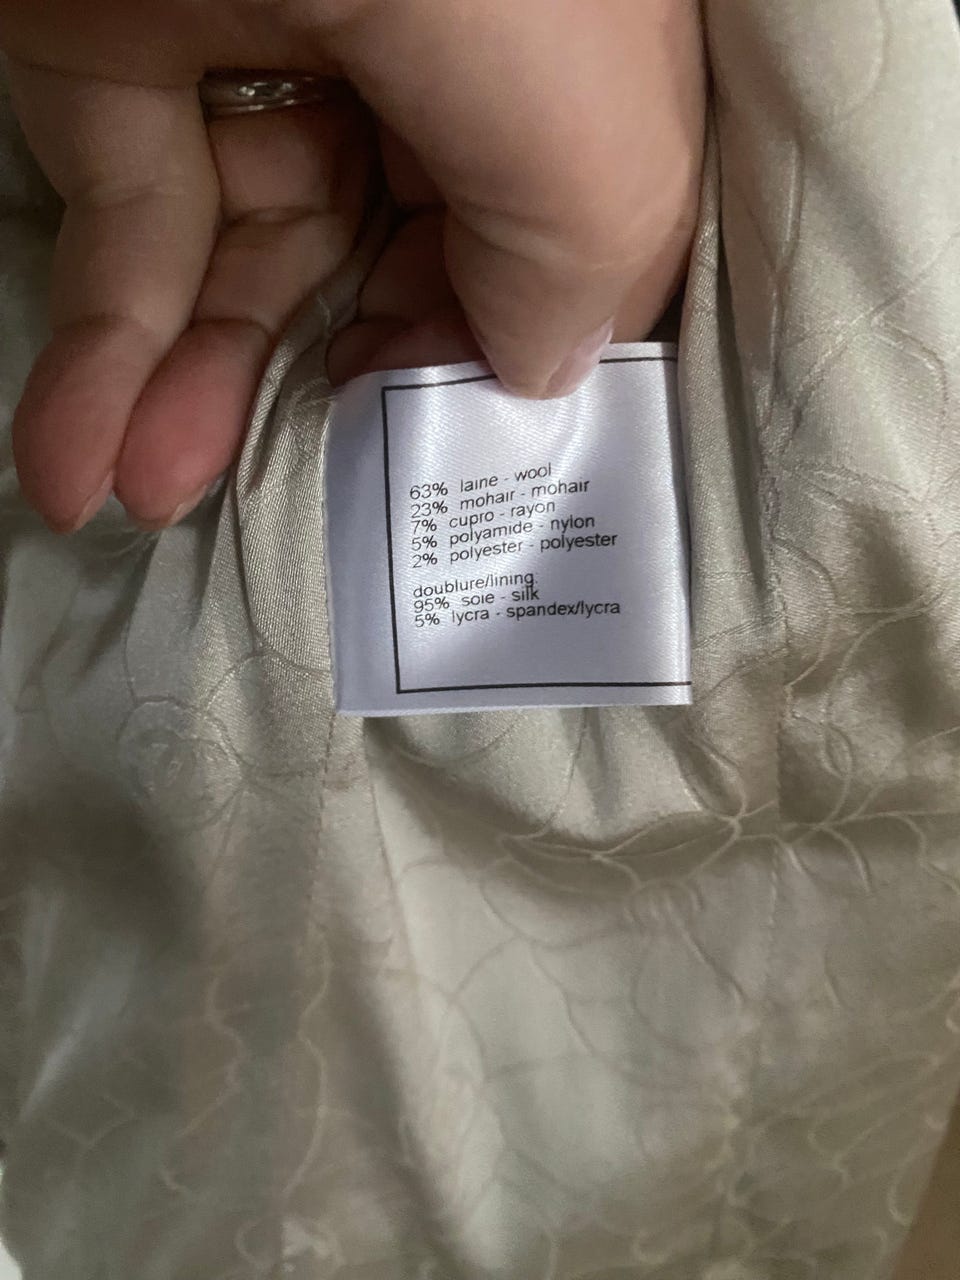 63% laine - wool
23% mohair - mohair
7% cupro - rayon
5% polyamide - nylon
2% polyester - polyester
doublure/lining.
95% soie - silk
5% lycra - spandex/lycra